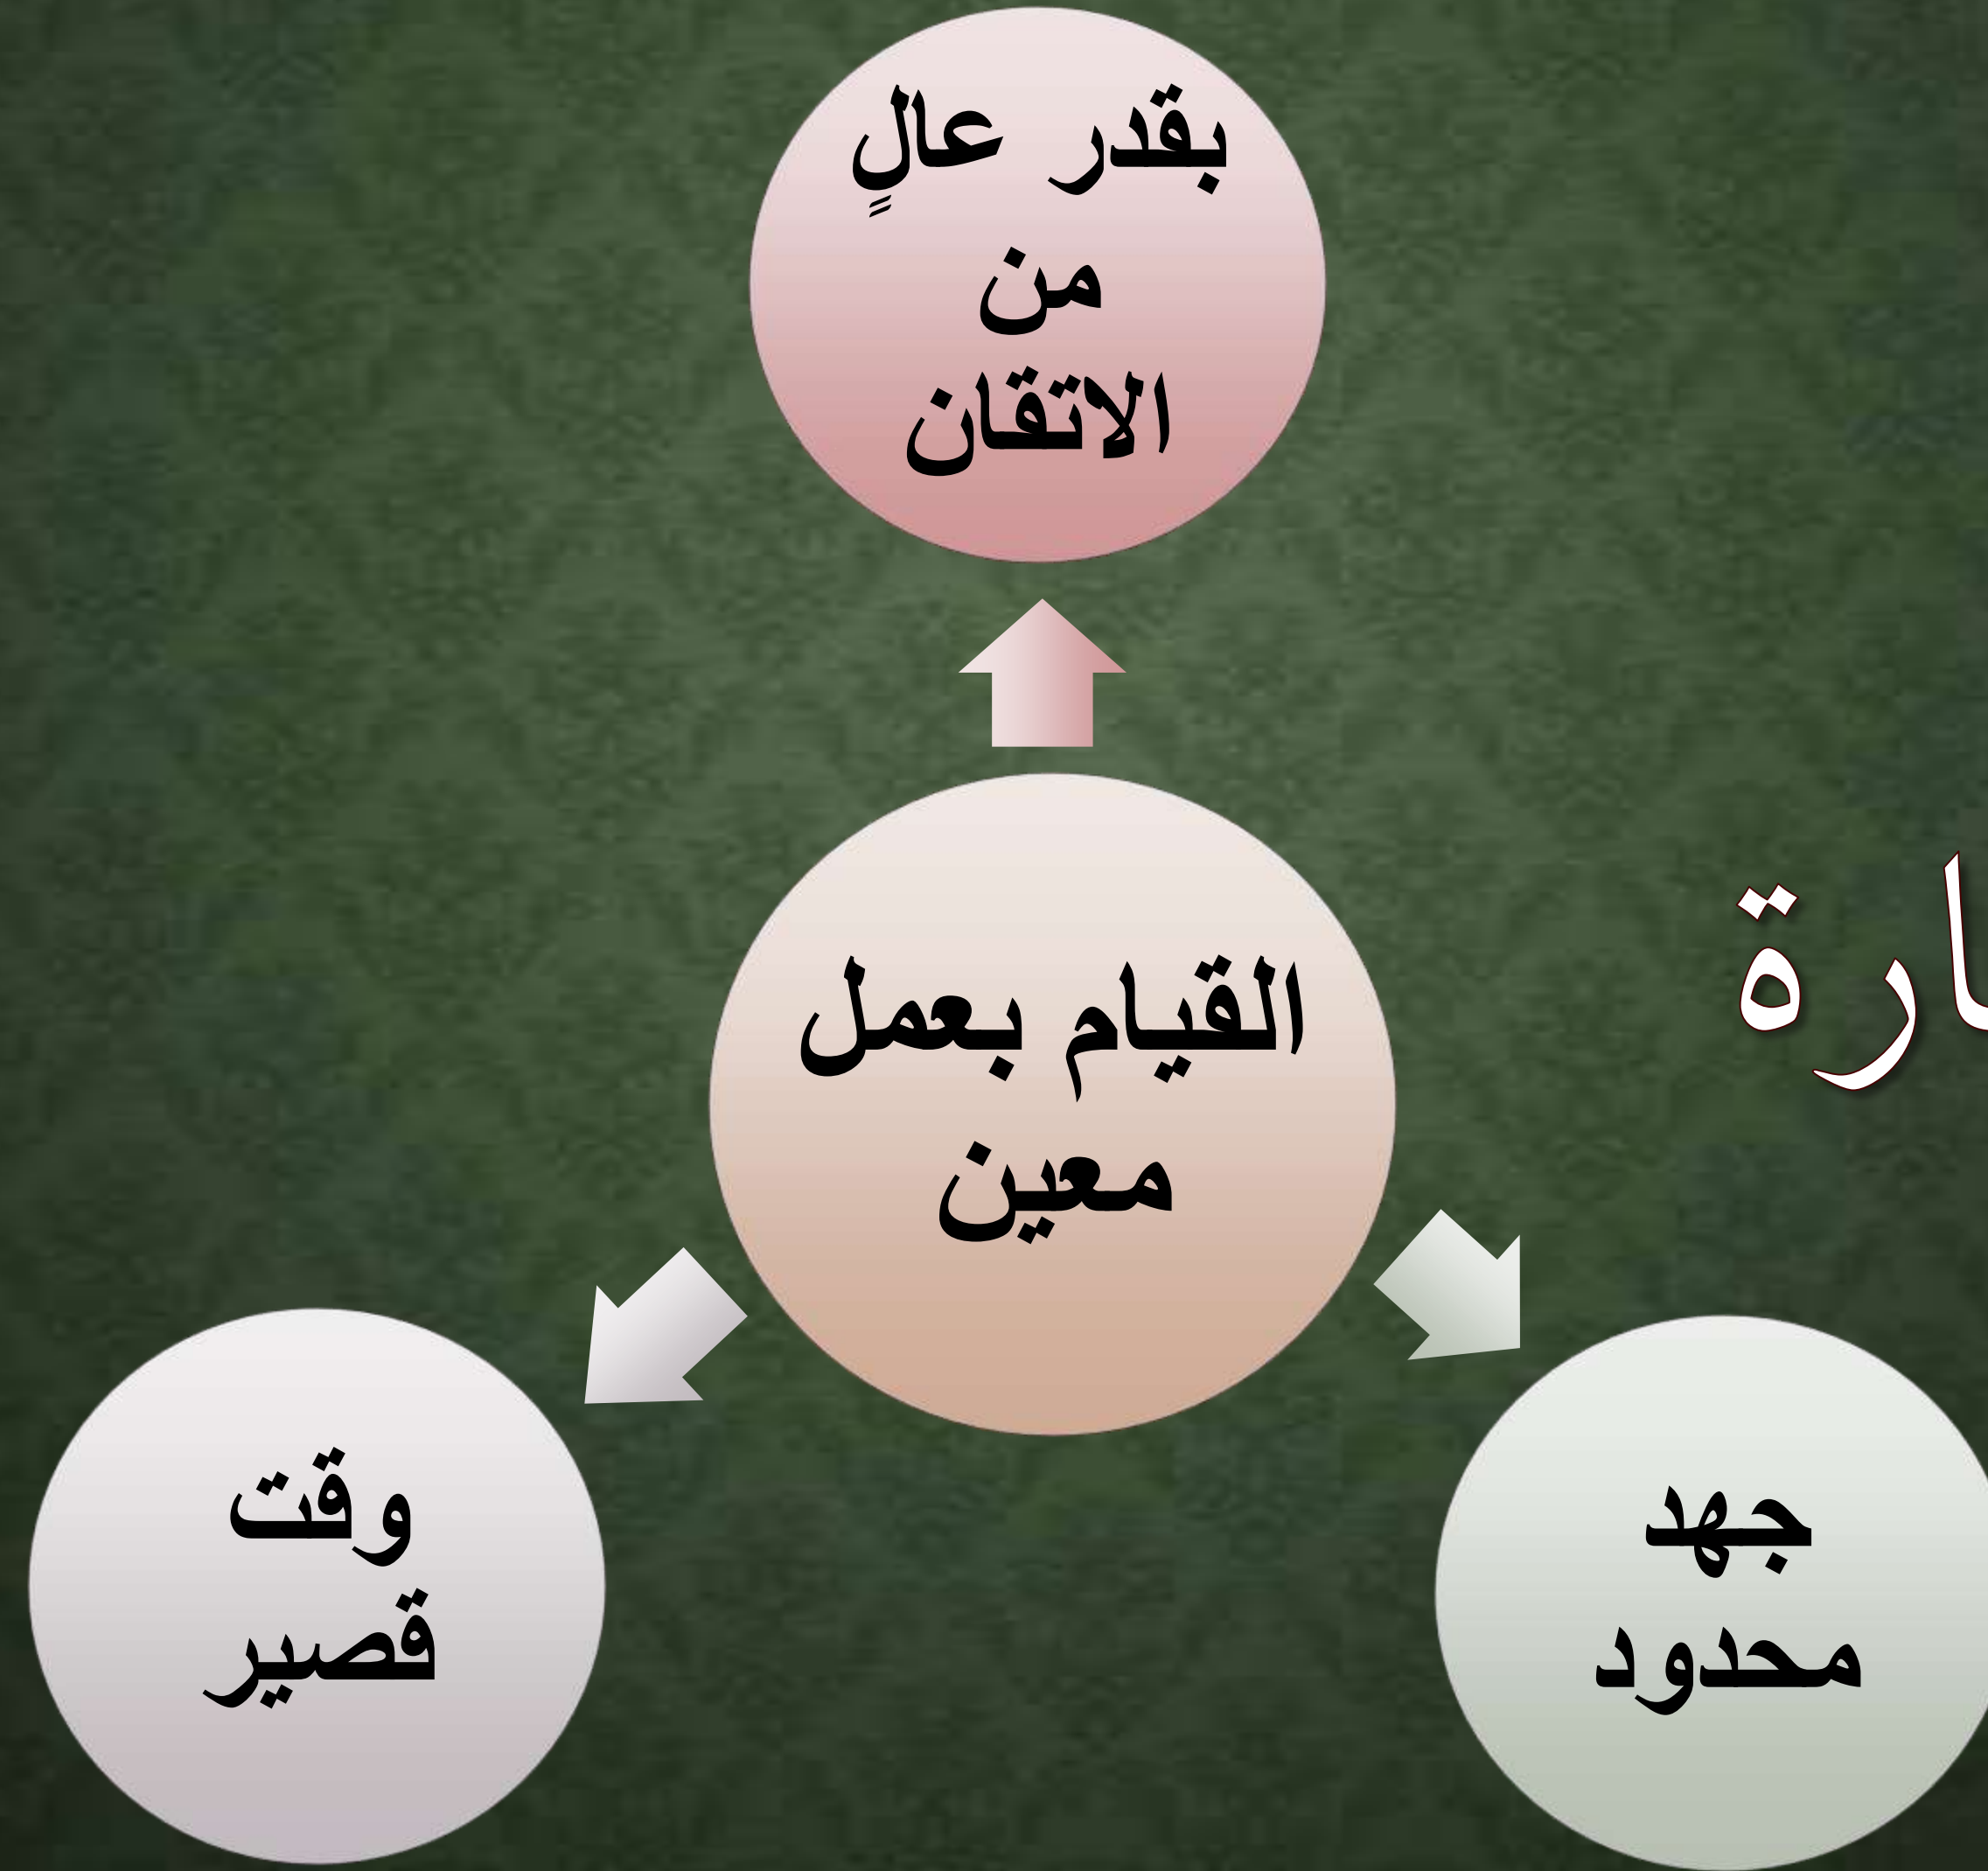 بقدر عالٍ
من
الاتقان
القيام بعمل
معين
جهد
محدود
وقت
قصير